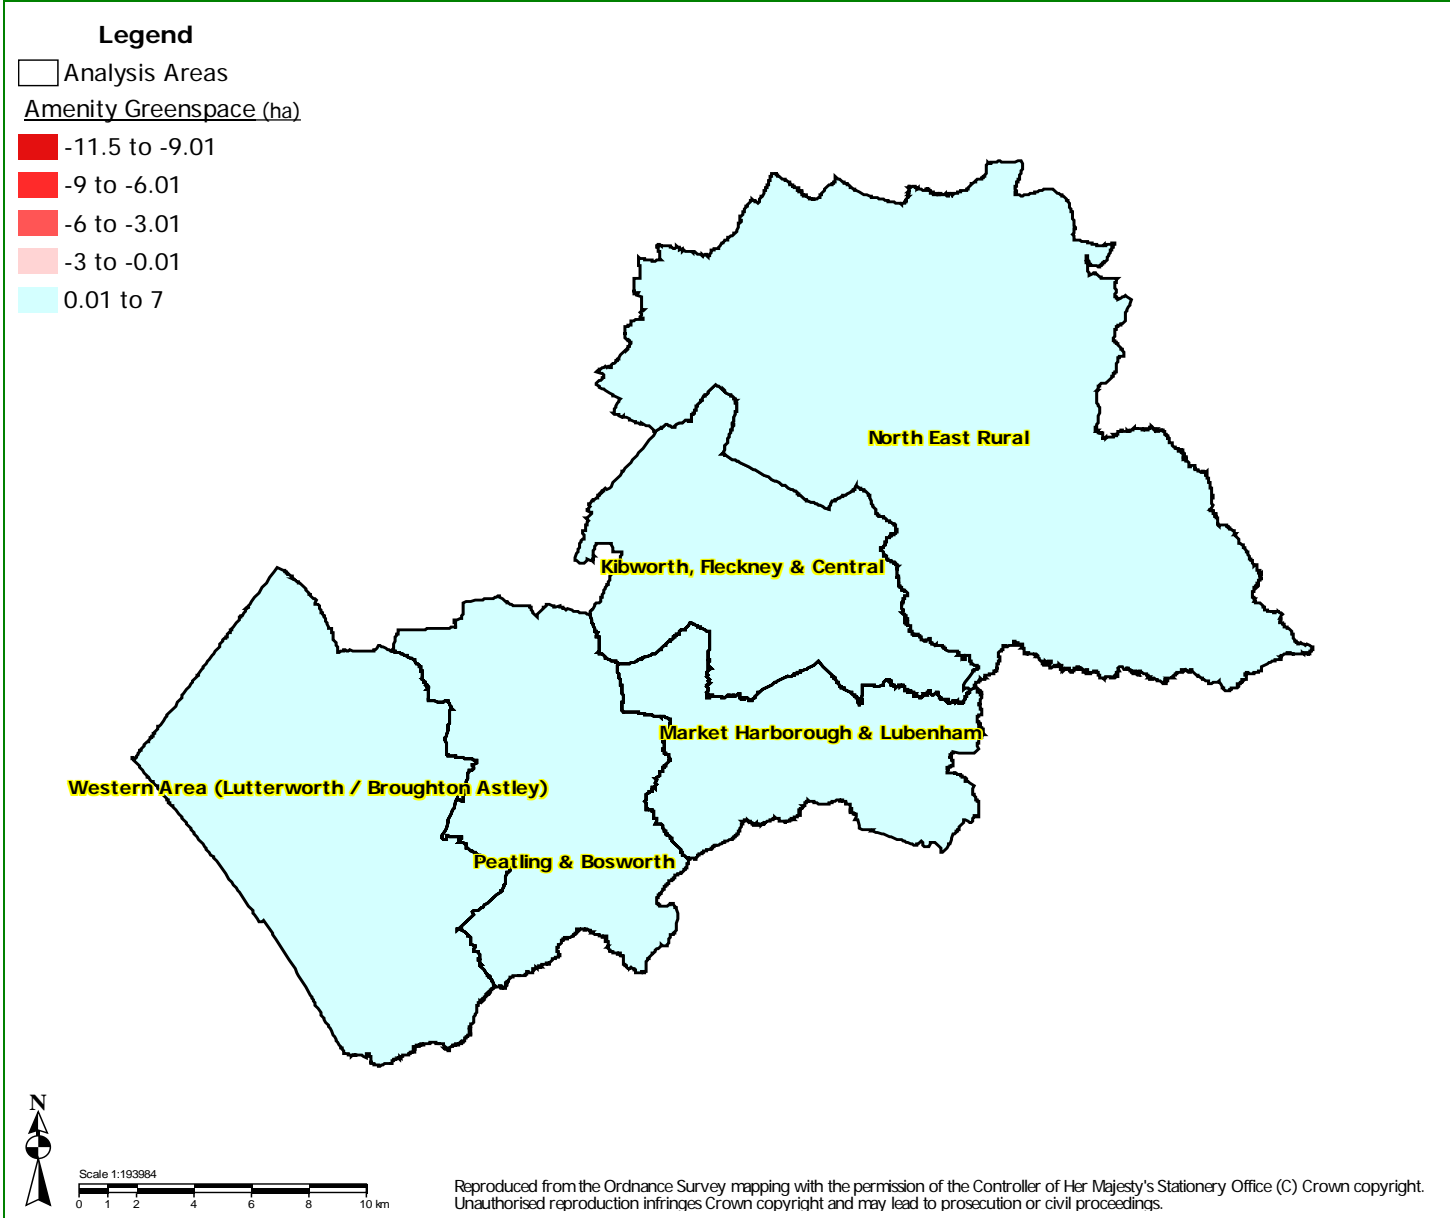 Legend
Analysis Areas
Amenity Greenspace (ha)
-11.5 to -9.01
-9 to -6.01
-6 to -3.01
-3 to -0.01
0.01 to 7
North East Rural
Kibworth, Fleckney & Central
Market Harborough & Lubenham
Western Area (Lutterworth / Broughton Astley)
Peatling & Bosworth
N
Scale 1:193984
0 1 2 4 6 8 10 km
Reproduced from the Ordnance Survey mapping with the permission of the Controller of Her Majesty's Stationery Office (C) Crown copyright.
Unauthorised reproduction infringes Crown copyright and may lead to prosecution or civil proceedings.